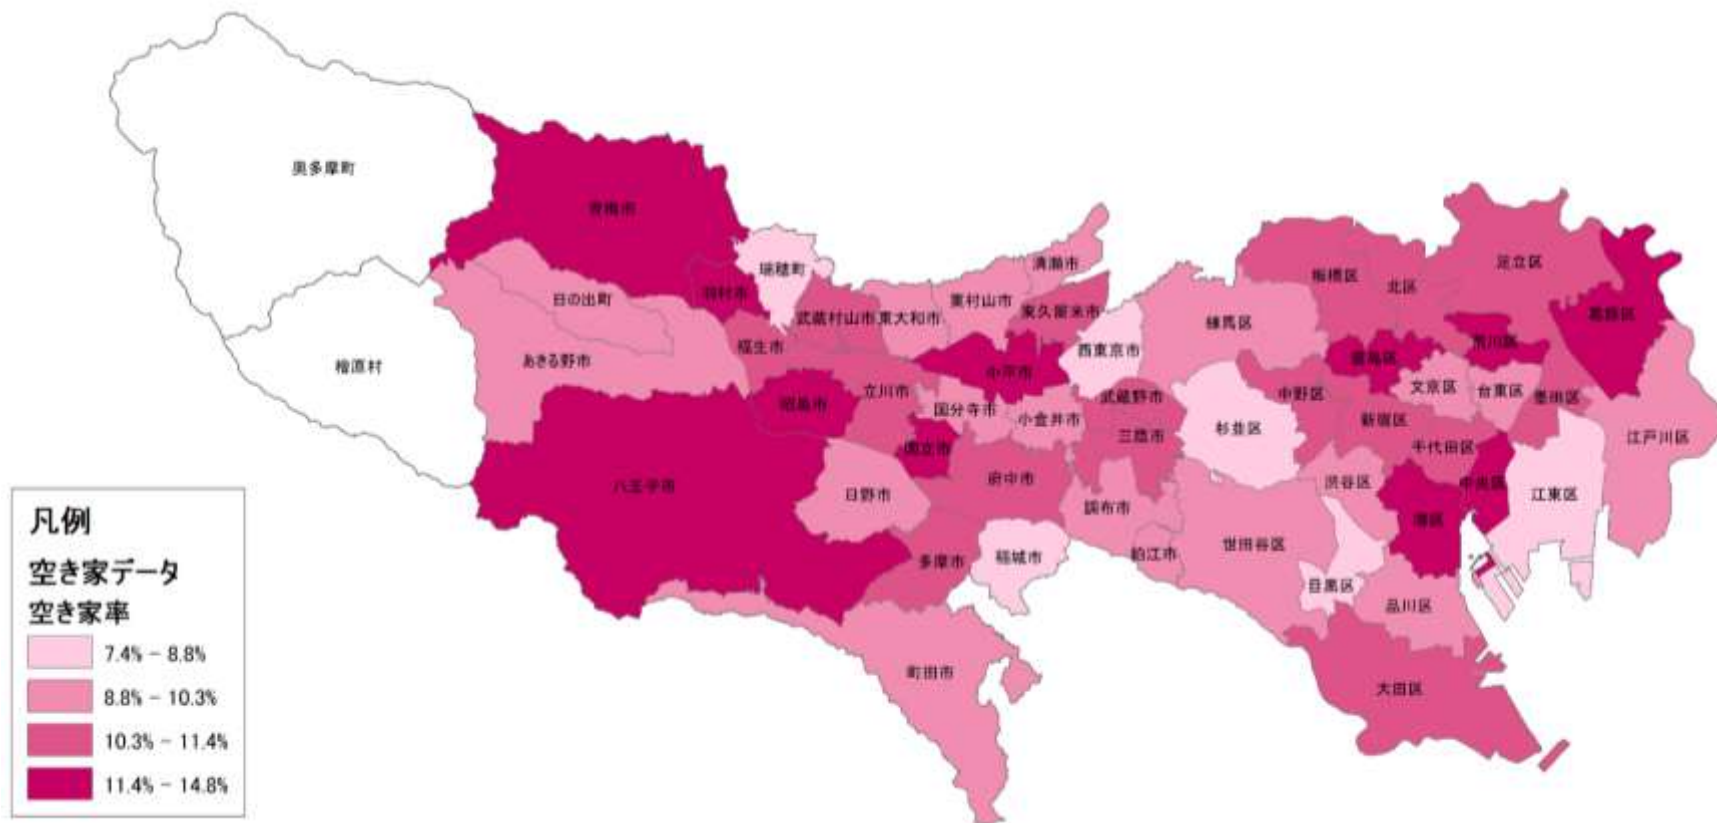 奥多摩町
青梅市
瑞穂町
清瀬市
羽村市
日の出町
武蔵村山市
東大和市
東村山市
東久留米市
福生市
あきる野市
檜原村
西東京市
練馬区
板橋区
北区
足立区
葛飾区
荒川区
豊島区
文京区
台東区
墨田区
江戸川区
小平市
昭島市
立川市
国分寺市
小金井市
武蔵野市
三鷹市
杉並区
中野区
新宿区
千代田区
国立市
府中市
八王子市
日野市
調布市
渋谷区
港区
中央区
江東区
多摩市
稲城市
狛江市
世田谷区
目黒区
品川区
町田市
大田区
凡例
空き家データ
空き家率
7.4% - 8.8%
8.8% - 10.3%
10.3% - 11.4%
11.4% - 14.8%